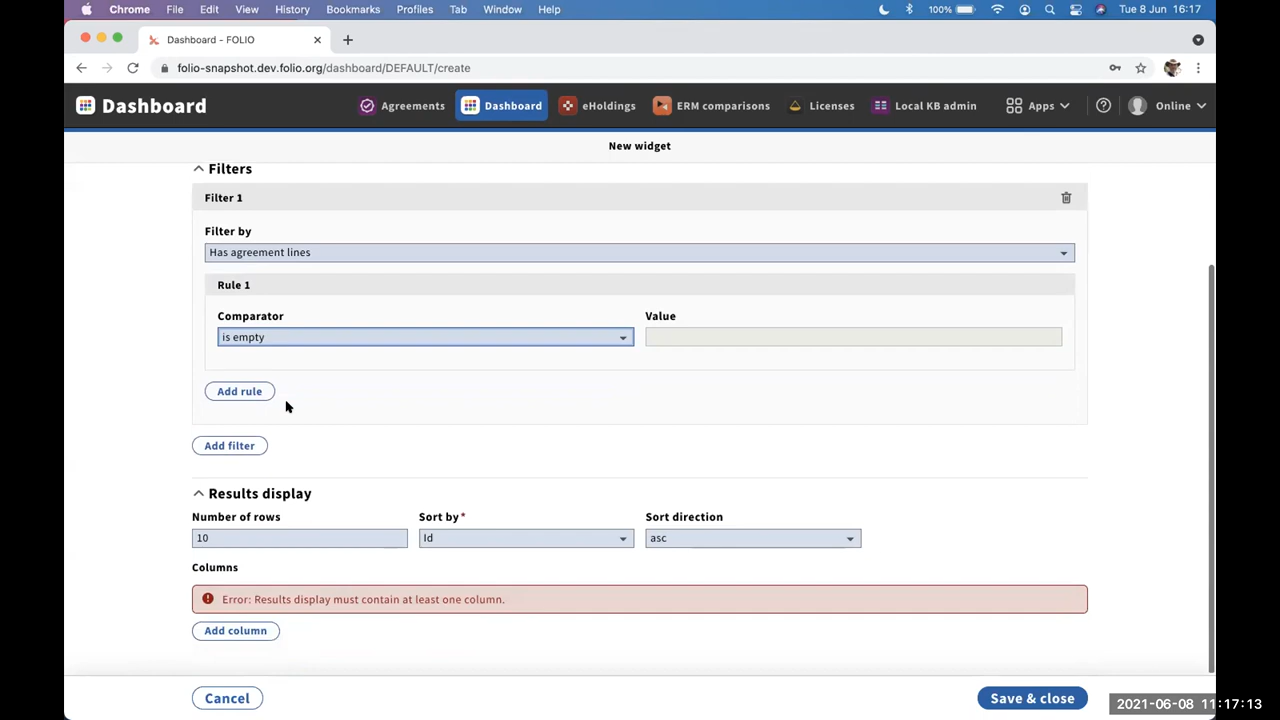 Chrome File Edit View History Bookmarks Profiles Tab Window Help 100% Tue 8 Jun 16:17
Dashboard - FOLIO
folio-snapshot.dev.folio.org/dashboard/DEFAULT/create
Dashboard Agreements Dashboard eHoldings ERM comparisons Licenses Local KB admin Apps Online
New widget
Filters
Filter 1
Filter by
Has agreement lines
Rule 1
Comparator Value
is empty
Add rule
Add filter
Results display
Number of rows Sort by* Sort direction
10 Id asc
Columns
Error: Results display must contain at least one column.
Add column
Cancel Save & close
2021-06-08 11:17:13